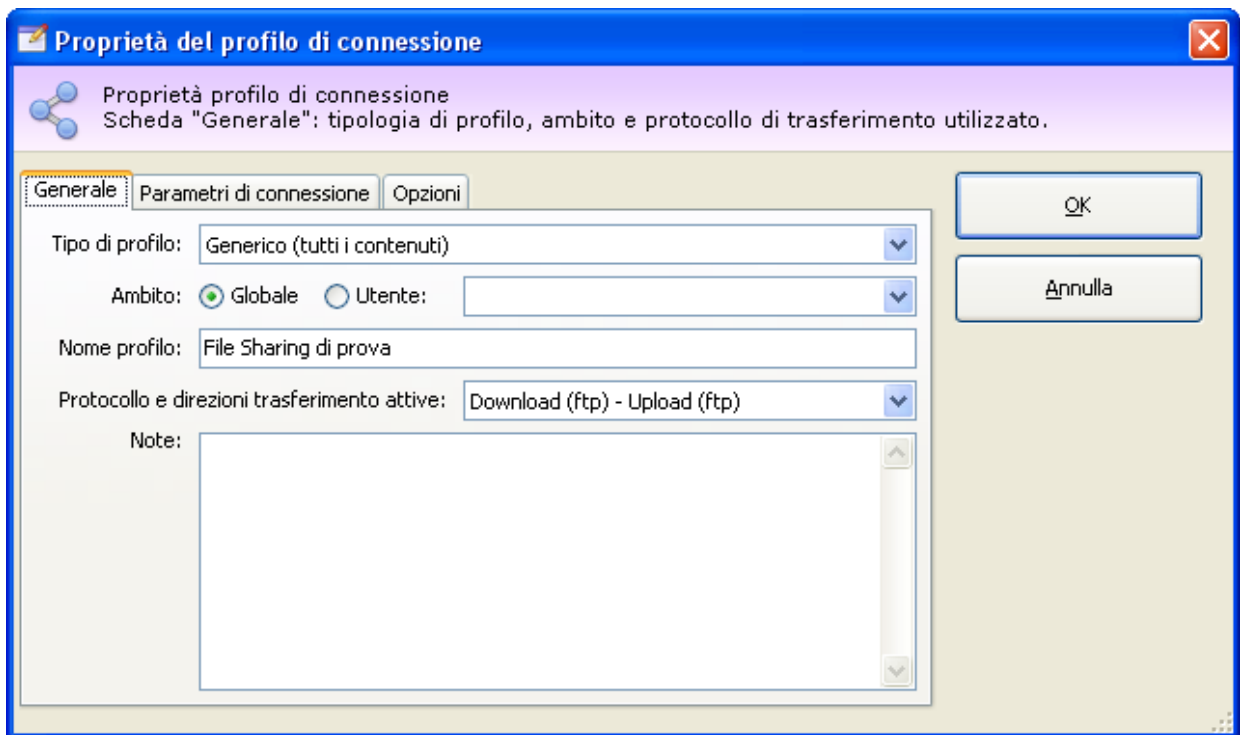 Proprietà del profilo di connessione
Proprietà profilo di connessione
Scheda "Generale": tipologia di profilo, ambito e protocollo di trasferimento utilizzato.
Generale Parametri di connessione Opzioni
OK
Tipo di profilo: Generico (tutti i contenuti)
Annulla
Ambito: Globale Utente:
Nome profilo: File Sharing di prova
Protocollo e direzioni trasferimento attive: Download (ftp) - Upload (ftp)
Note: